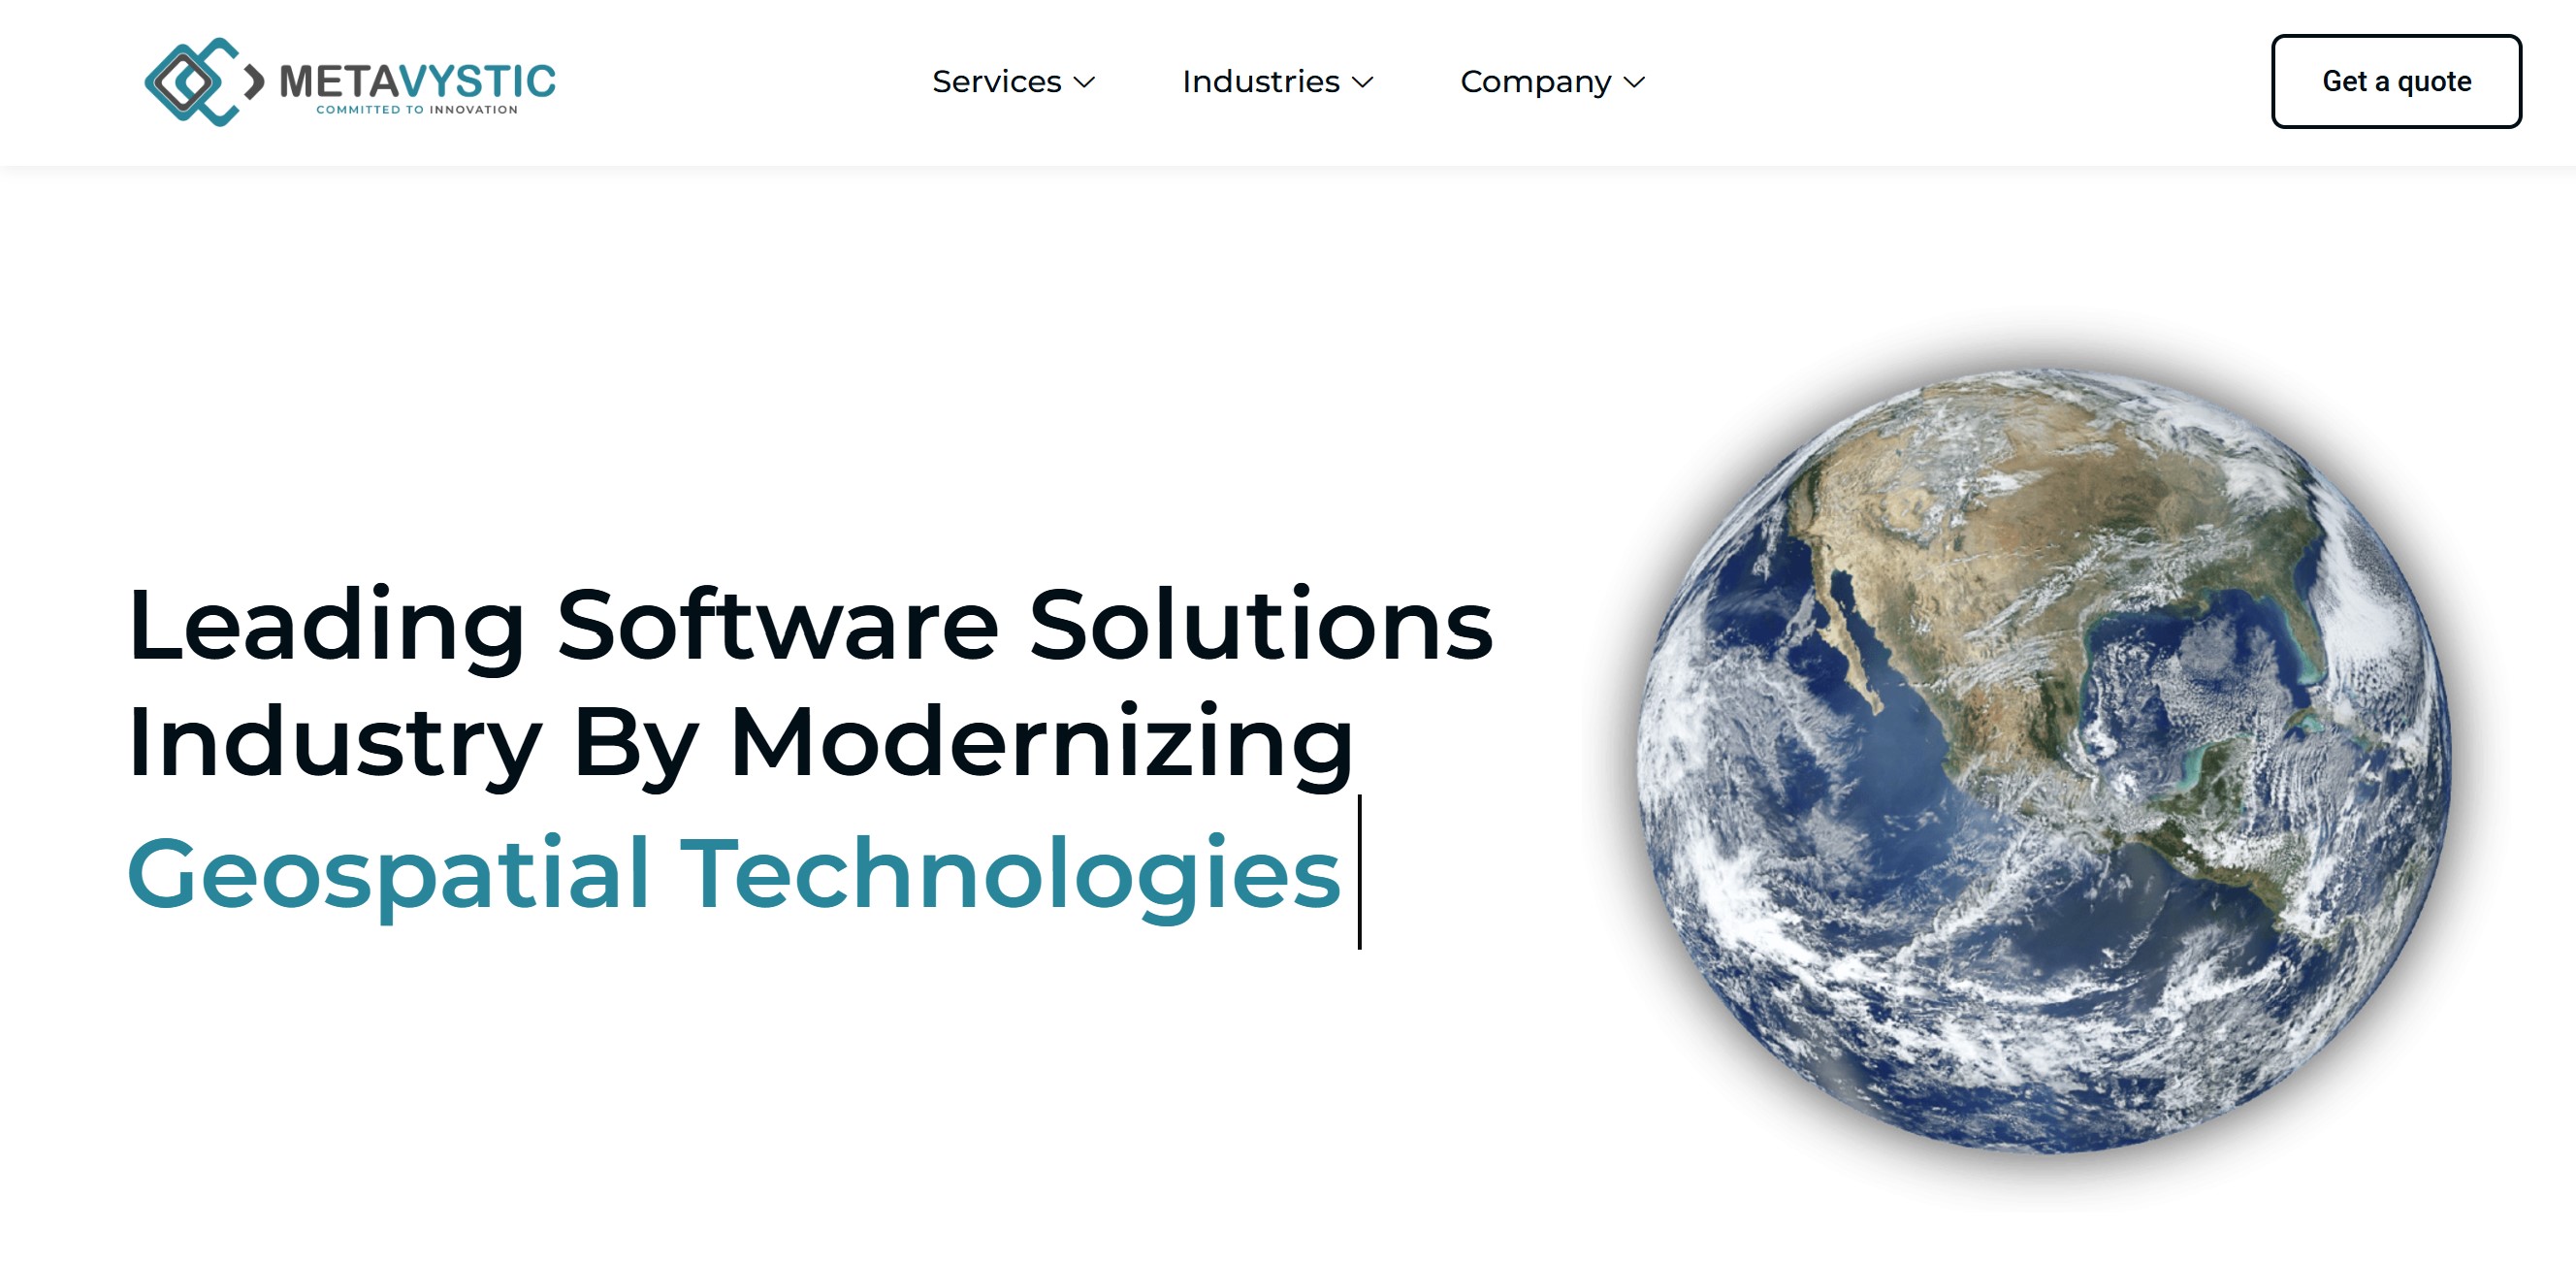 METAVYSTIC
COMMITTED TO INNOVATION
Services
Industries
Company
Get a quote
Leading Software Solutions
Industry By Modernizing
Geospatial Technologies